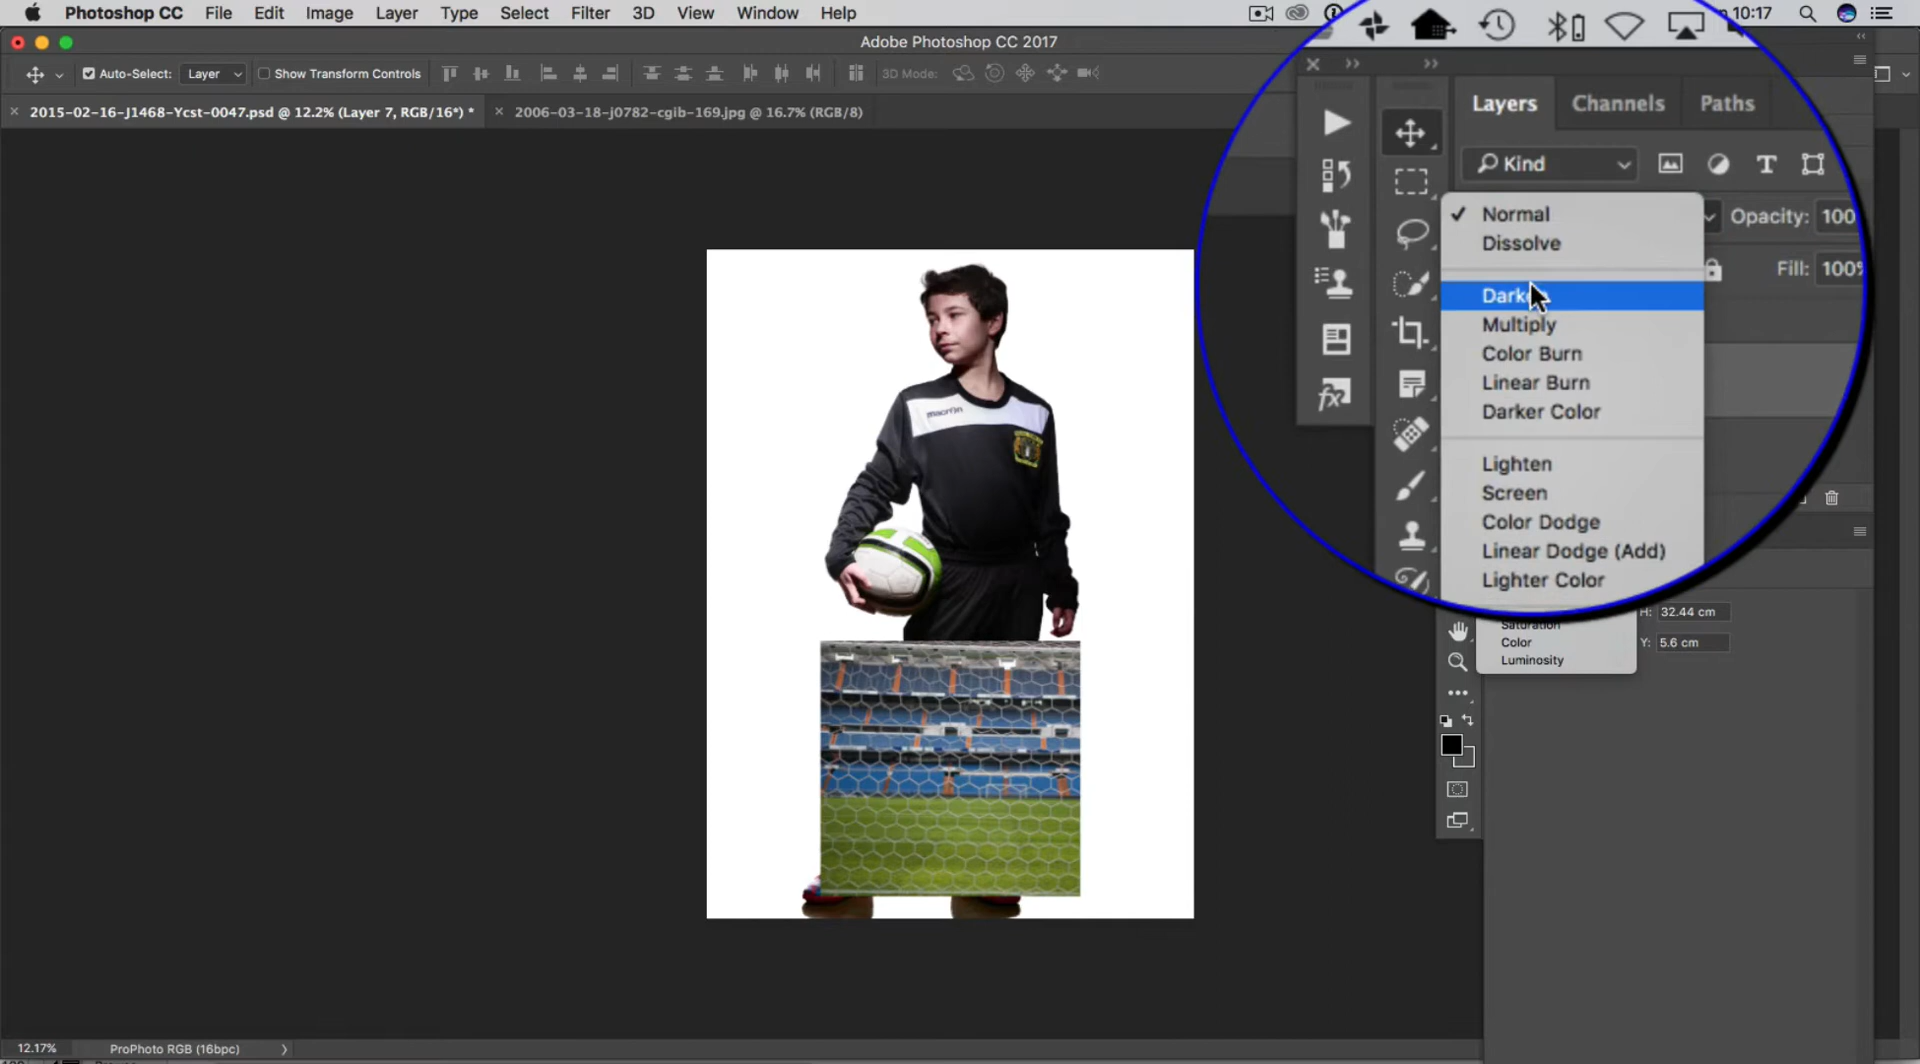 Photoshop CC File Edit Image Layer Type Select Filter 3D View Window Help
10:17
Adobe Photoshop CC 2017
Auto-Select: Layer Show Transform Controls 3D Mode:
2015-02-16-J1468-Ycst-0047.psd @ 12.2% (Layer 7, RGB/16*) *
2006-03-18-j0782-cgib-169.jpg @ 16.7% (RGB/8)
Layers Channels Paths
Kind
Normal
Opacity: 100
Dissolve
Fill: 100%
Multiply
Color Burn
Linear Burn
Darker Color
Lighten
Screen
Color Dodge
Linear Dodge (Add)
Lighter Color
H: 32.44 cm
Saturation
Color
Y: 5.6 cm
Luminosity
macron
12.17% ProPhoto RGB (16bpc)